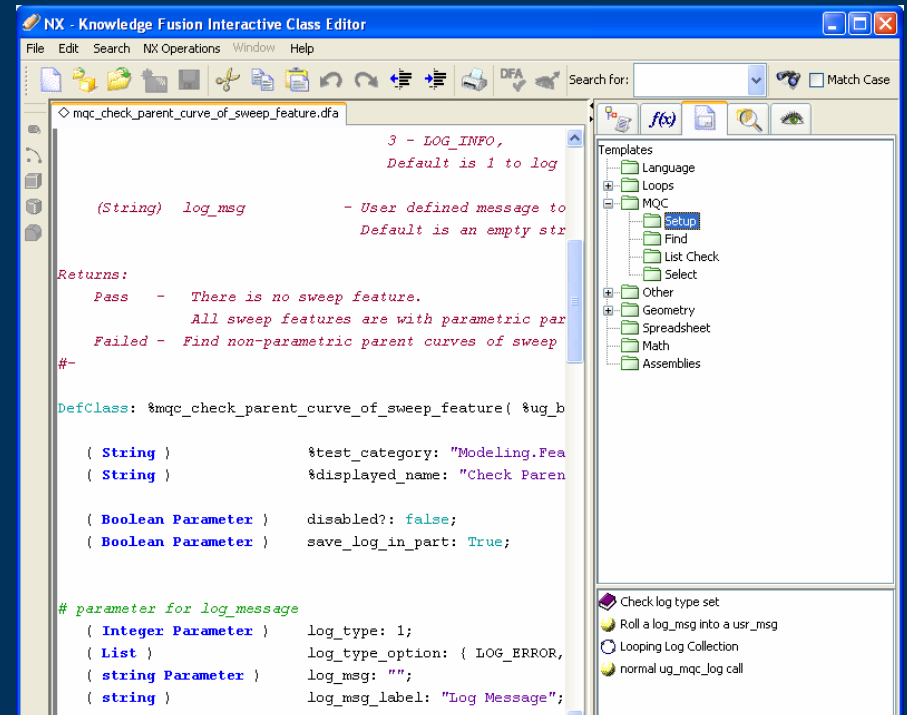 NX - Knowledge Fusion Interactive Class Editor
File Edit Search NX Operations Window Help
DFA
Search for:
Match Case
mqc_check_parent_curve_of_sweep_feature.dfa
f(x)
3 - LOG_INFO,
Default is 1 to log
(String) log_msg - User defined message to
Default is an empty str
Returns:
Pass - There is no sweep feature.
All sweep features are with parametric par
Failed - Find non-parametric parent curves of sweep
#-
DefClass: %mqc_check_parent_curve_of_sweep_feature( %ug_b
( String ) %test_category: "Modeling.Fea
( String ) %displayed_name: "Check Paren
( Boolean Parameter ) disabled?: false;
( Boolean Parameter ) save_log_in_part: True;
# parameter for log_message
( Integer Parameter ) log_type: 1;
( List ) log_type_option: { LOG_ERROR,
( string Parameter ) log_msg: "";
( string ) log_msg_label: "Log Message";
Templates
Language
Loops
MQC
Setup
Find
List Check
Select
Other
Geometry
Spreadsheet
Math
Assemblies
Check log type set
Roll a log_msg into a usr_msg
Looping Log Collection
normal ug_mqc_log call